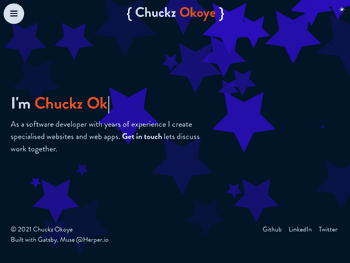 { Chuckz Okoye }
I'm Chuckz Ok
As a software developer with years of experience I create
specialised websites and web apps. Get in touch lets discuss
work together.
© 2021 Chuckz Okoye
Github LinkedIn Twitter
Built with Gatsby, Muse @Herper.io